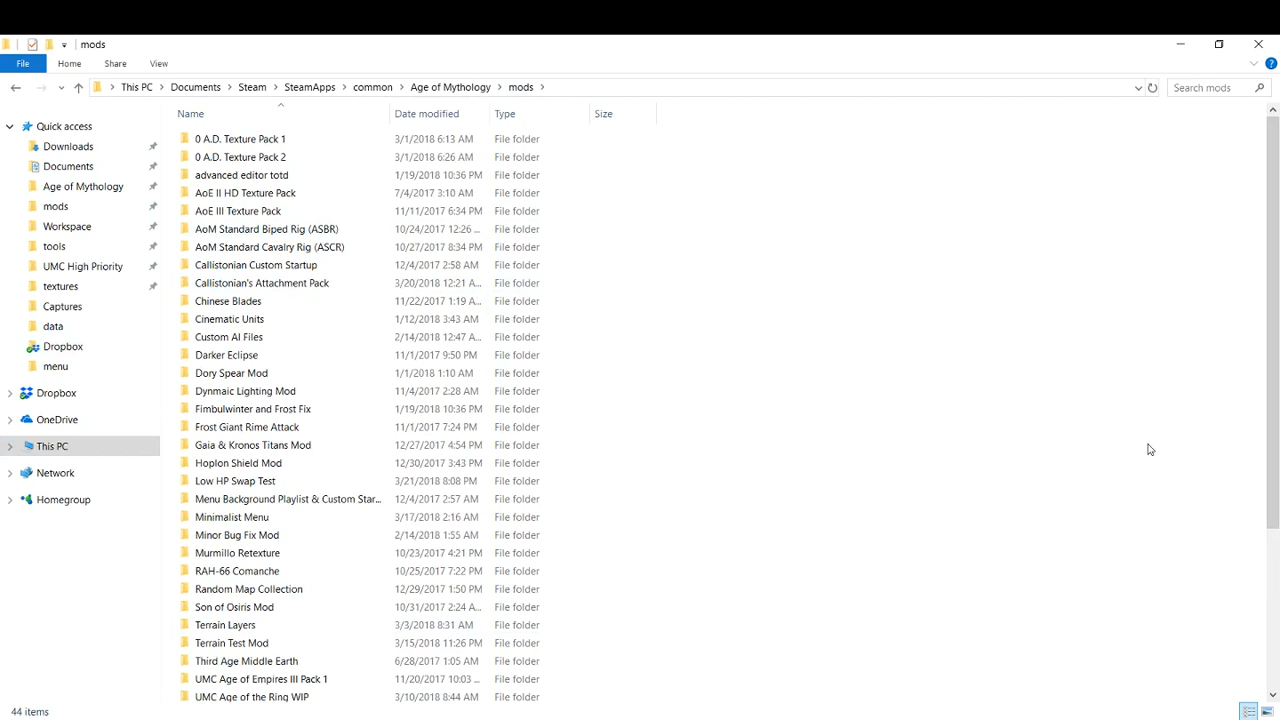 mods
File Home Share View
This PC Documents Steam SteamApps common Age of Mythology mods Search mods
Name Date modified Type Size
Quick access
Downloads
Documents
Age of Mythology
mods
Workspace
tools
UMC High Priority
textures
Captures
data
Dropbox
menu
Dropbox
OneDrive
This PC
Network
Homegroup
0 A.D. Texture Pack 1 3/1/2018 6:13 AM File folder
0 A.D. Texture Pack 2 3/1/2018 6:26 AM File folder
advanced editor totd 1/19/2018 10:36 PM File folder
AoE II HD Texture Pack 7/4/2017 3:10 AM File folder
AoE III Texture Pack 11/11/2017 6:34 PM File folder
AoM Standard Biped Rig (ASBR) 10/24/2017 12:26 ... File folder
AoM Standard Cavalry Rig (ASCR) 10/27/2017 8:34 PM File folder
Callistonian Custom Startup 12/4/2017 2:58 AM File folder
Callistonian's Attachment Pack 3/20/2018 12:21 A... File folder
Chinese Blades 11/22/2017 1:19 A... File folder
Cinematic Units 1/12/2018 3:43 AM File folder
Custom AI Files 2/14/2018 12:47 A... File folder
Darker Eclipse 11/1/2017 9:50 PM File folder
Dory Spear Mod 1/1/2018 1:10 AM File folder
Dynmaic Lighting Mod 11/4/2017 2:28 AM File folder
Fimbulwinter and Frost Fix 1/19/2018 10:36 PM File folder
Frost Giant Rime Attack 11/1/2017 7:24 PM File folder
Gaia & Kronos Titans Mod 12/27/2017 4:54 PM File folder
Hoplon Shield Mod 12/30/2017 3:43 PM File folder
Low HP Swap Test 3/21/2018 8:08 PM File folder
Menu Background Playlist & Custom Star... 12/4/2017 2:57 AM File folder
Minimalist Menu 3/17/2018 2:16 AM File folder
Minor Bug Fix Mod 2/14/2018 1:55 AM File folder
Murmillo Retexture 10/23/2017 4:21 PM File folder
RAH-66 Comanche 10/25/2017 7:22 PM File folder
Random Map Collection 12/29/2017 1:50 PM File folder
Son of Osiris Mod 10/31/2017 2:24 A... File folder
Terrain Layers 3/3/2018 8:31 AM File folder
Terrain Test Mod 3/15/2018 11:26 PM File folder
Third Age Middle Earth 6/28/2017 1:05 AM File folder
UMC Age of Empires III Pack 1 11/20/2017 10:03 ... File folder
UMC Age of the Ring WIP 3/10/2018 8:44 AM File folder
44 items